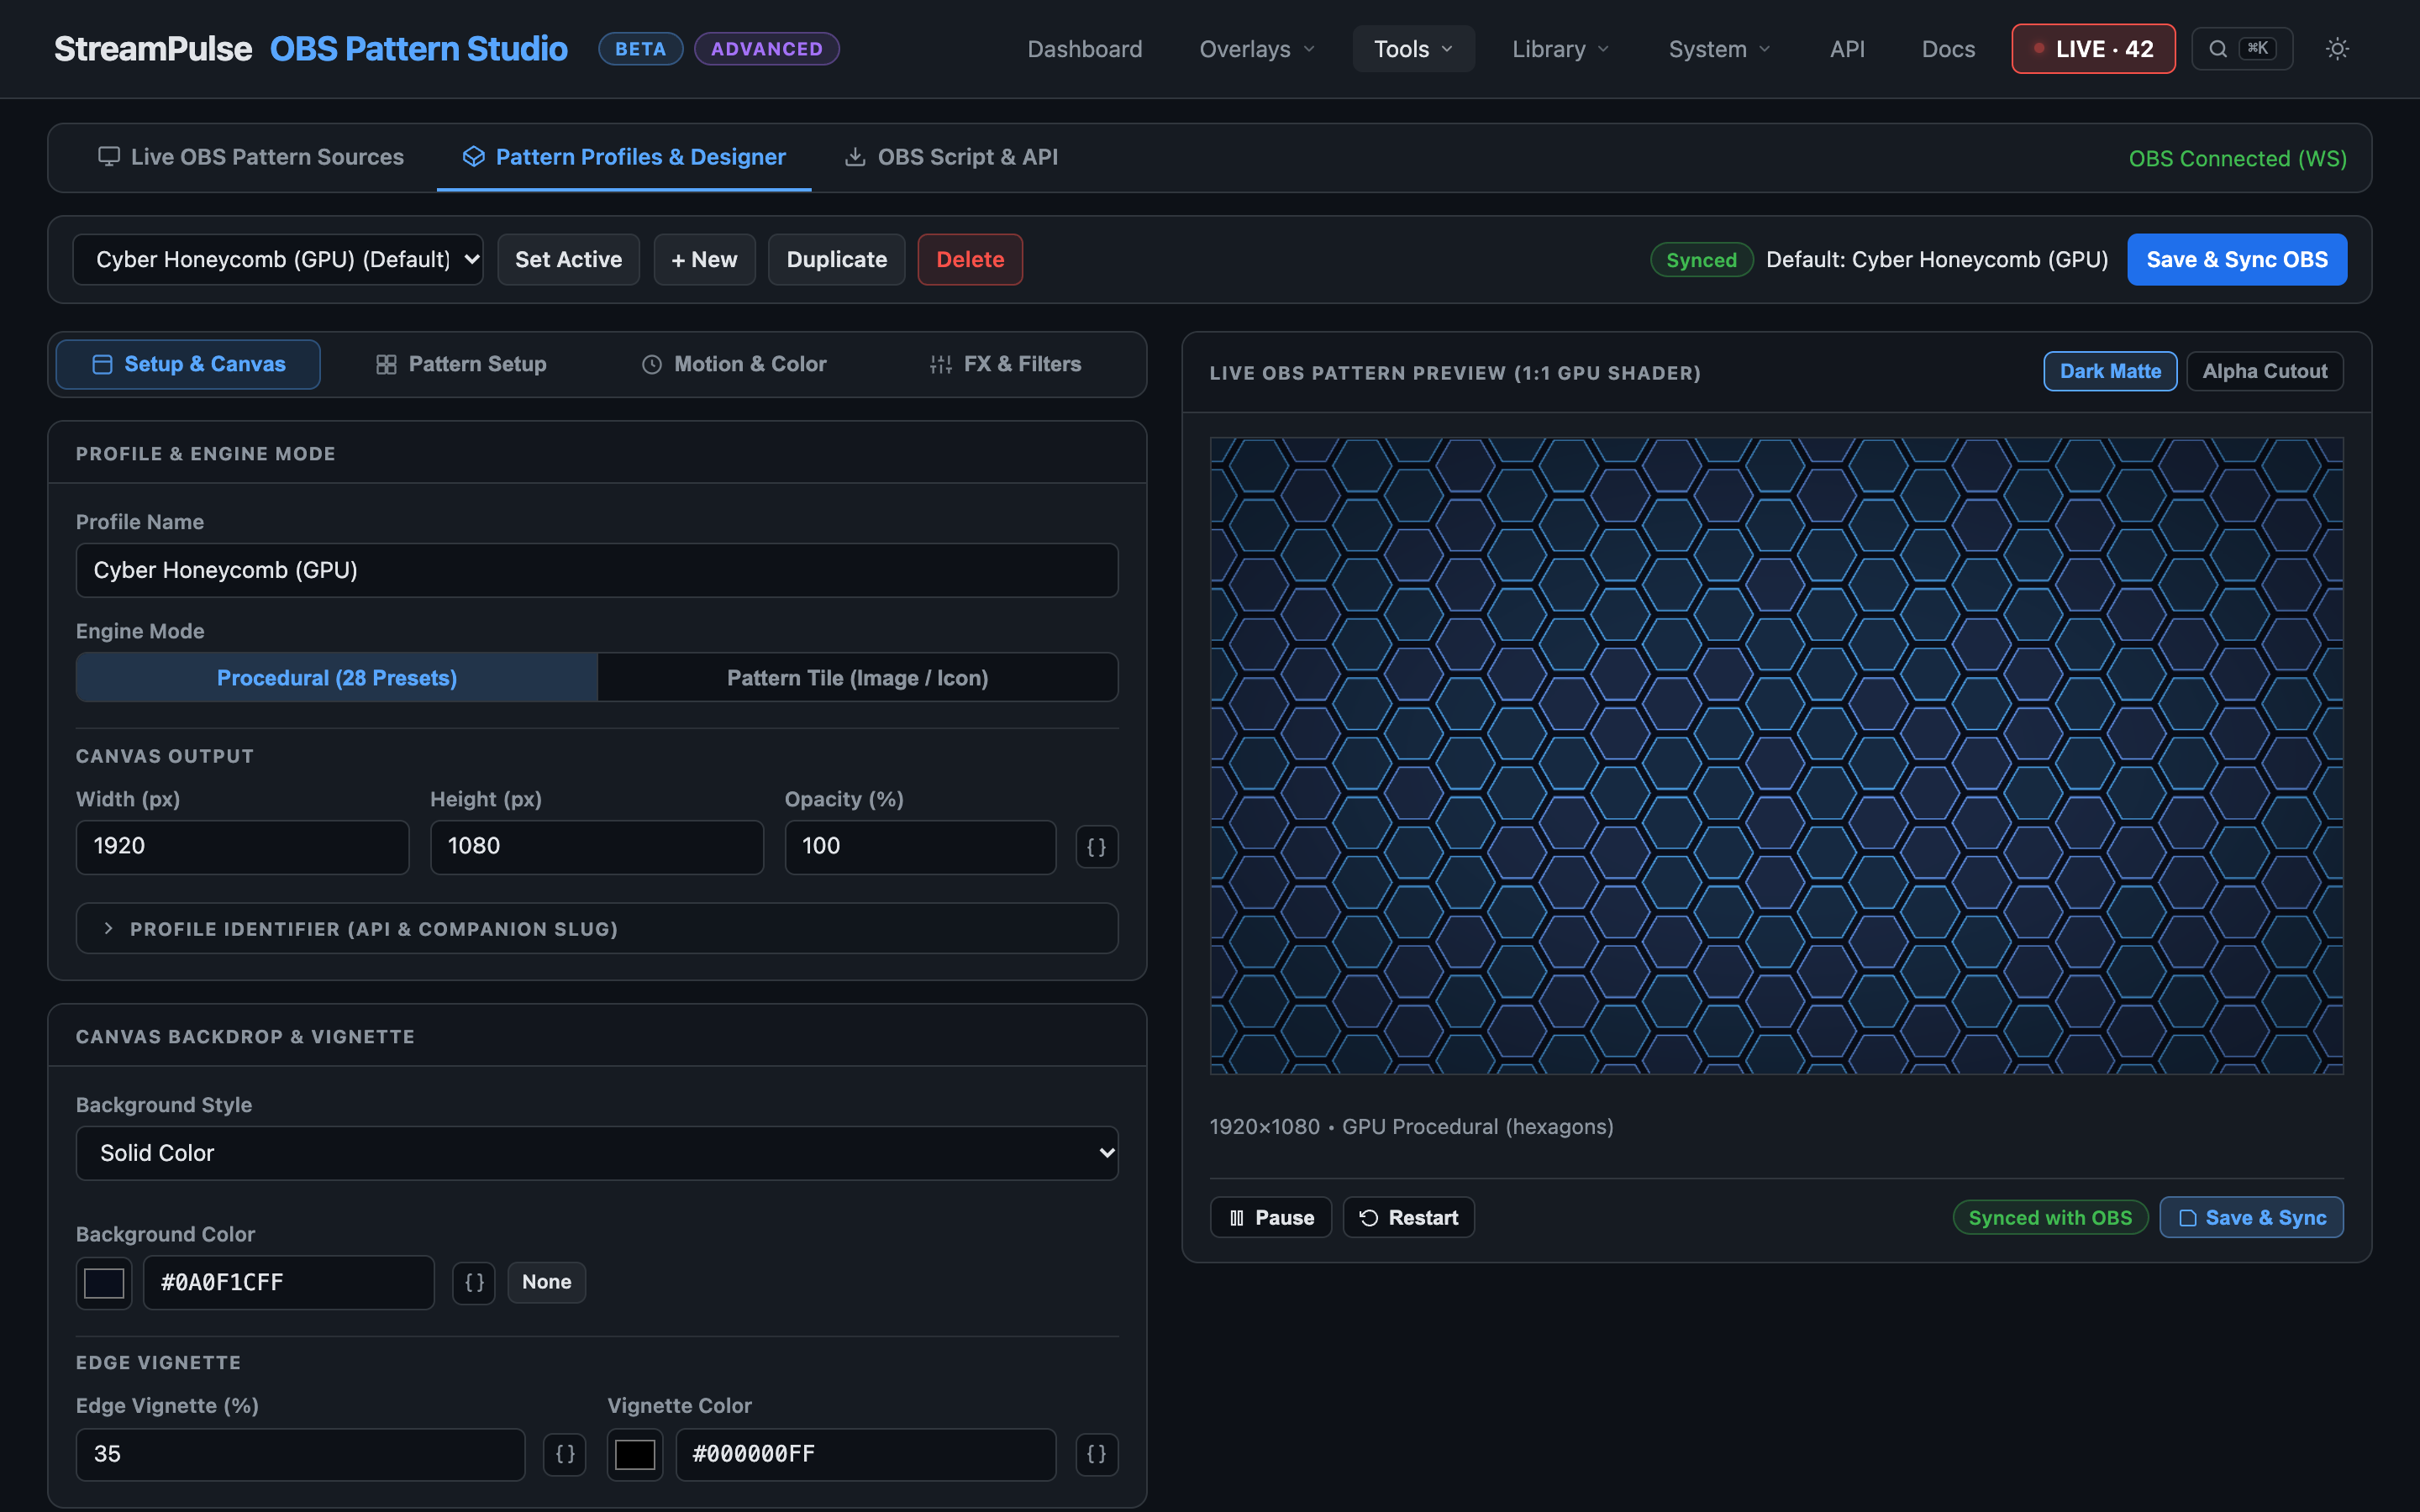 StreamPulse OBS Pattern Studio BETA ADVANCED Dashboard Overlays Tools Library System API Docs LIVE · 42 ⌘K
Live OBS Pattern Sources Pattern Profiles & Designer OBS Script & API OBS Connected (WS)
Cyber Honeycomb (GPU) (Default) Set Active + New Duplicate Delete Synced Default: Cyber Honeycomb (GPU) Save & Sync OBS
Setup & Canvas Pattern Setup Motion & Color FX & Filters
PROFILE & ENGINE MODE
Profile Name
Cyber Honeycomb (GPU)
Engine Mode
Procedural (28 Presets) Pattern Tile (Image / Icon)
CANVAS OUTPUT
Width (px) Height (px) Opacity (%)
1920 1080 100 {}
PROFILE IDENTIFIER (API & COMPANION SLUG)
CANVAS BACKDROP & VIGNETTE
Background Style
Solid Color
Background Color
#0A0F1CFF {} None
EDGE VIGNETTE
Edge Vignette (%) Vignette Color
35 {} #000000FF {}
LIVE OBS PATTERN PREVIEW (1:1 GPU SHADER) Dark Matte Alpha Cutout
1920×1080 • GPU Procedural (hexagons)
Pause Restart Synced with OBS Save & Sync